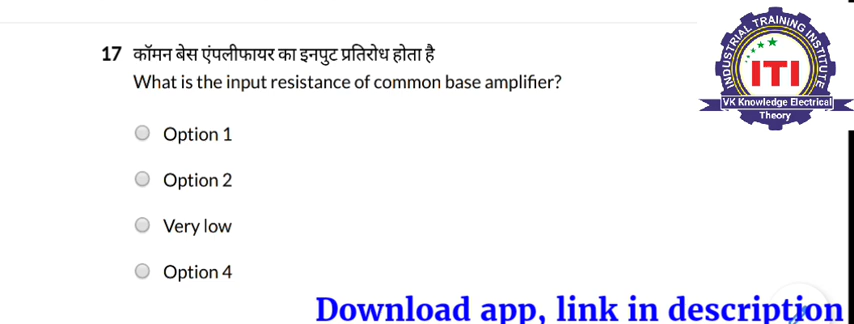 17 कॉमन बेस एंपलीफायर का इनपुट प्रतिरोध होता है
What is the input resistance of common base amplifier?
Option 1
Option 2
Very low
Option 4
INDUSTRIAL TRAINING INSTITUTE
ITI
VK Knowledge Electrical
Theory
Download app, link in description